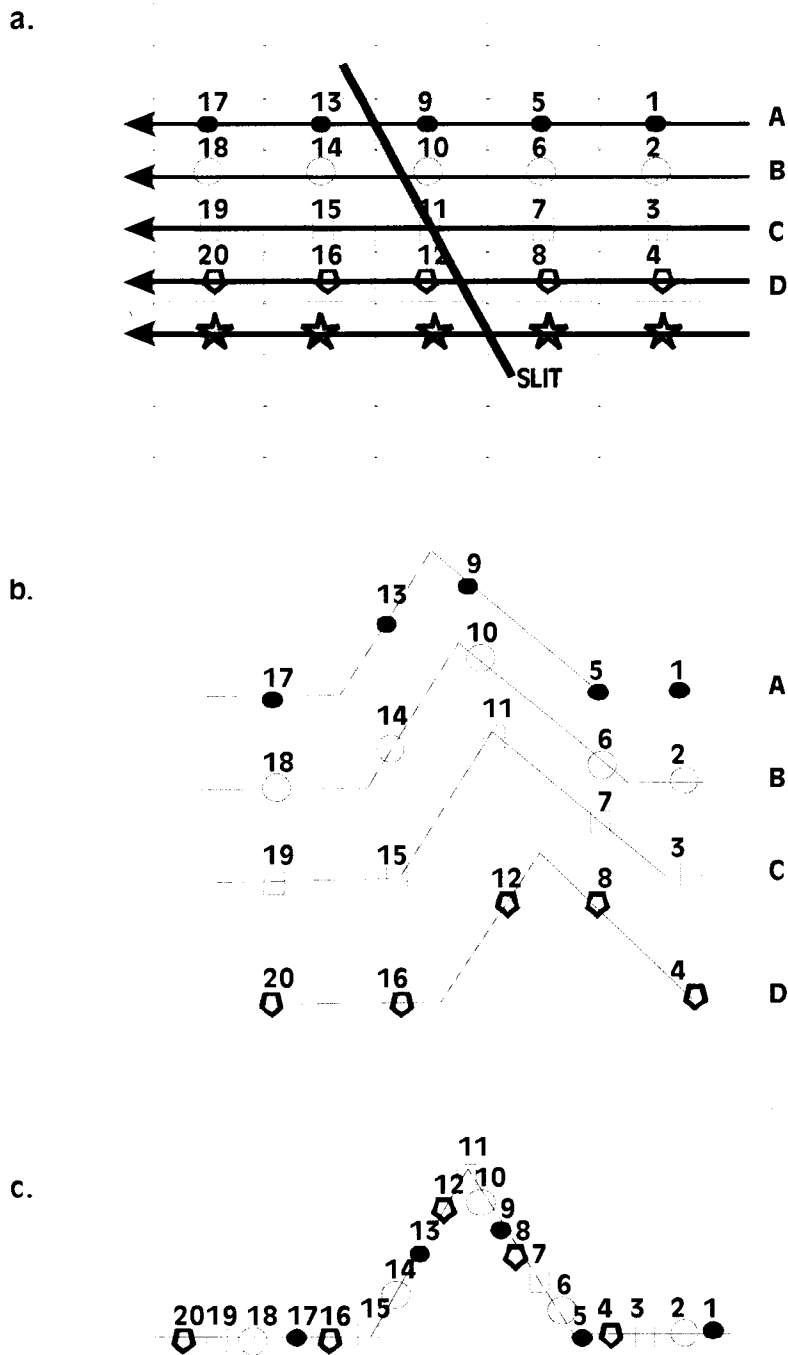 a.
17 13 9 5 1
A
18 14 10 6 2
B
19 15 11 7 3
C
20 16 12 8 4
D
SLIT
b.
9
13
10
17 5 1 A
14 11
18 6 2 B
7
19 15 3 C
12 8
20 16 4 D
11
c.
12 10
9
13 8
7
14 6
20 19 18 17 16 15 5 4 3 2 1